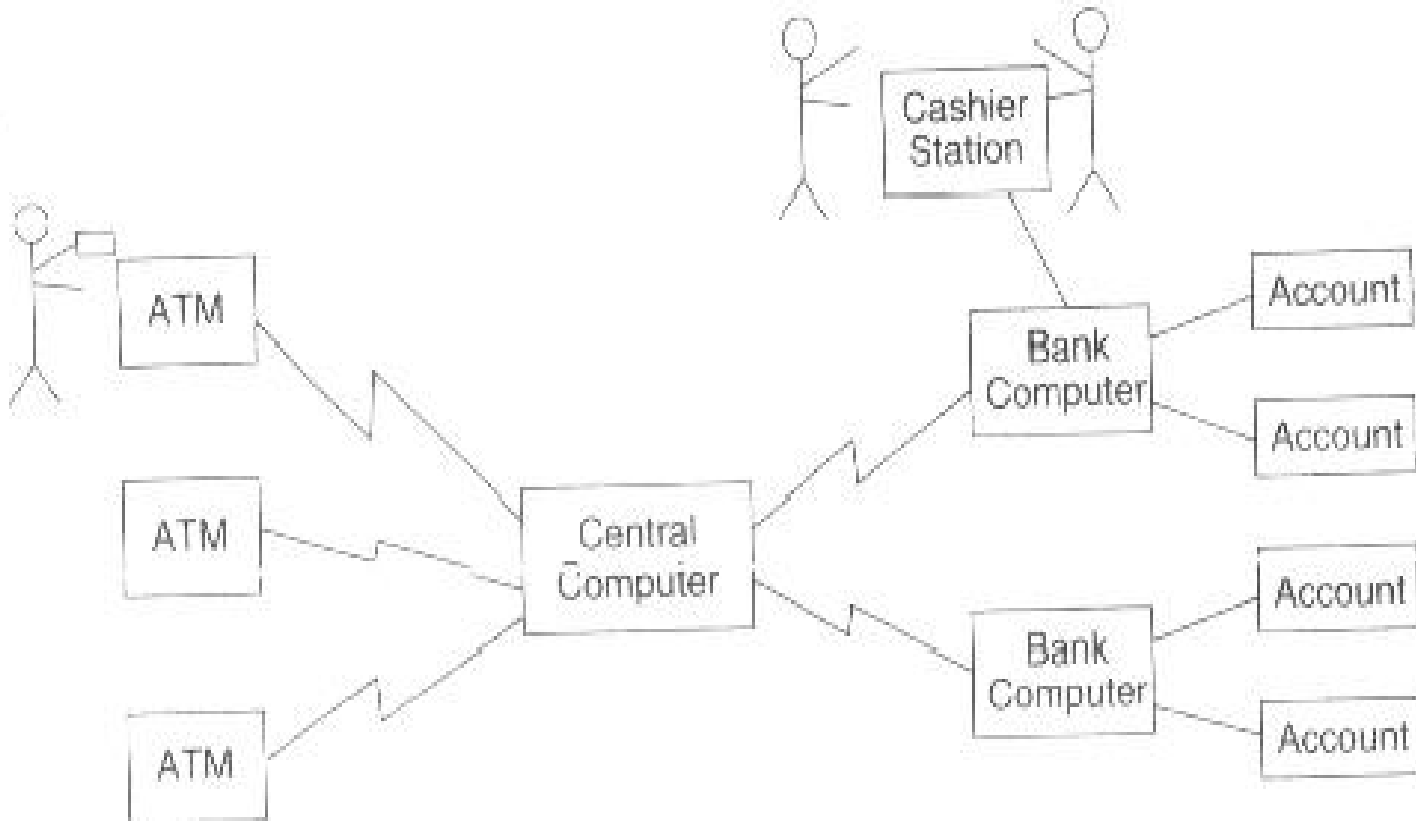 Cashier
Station
ATM
Account
Bank
Computer
Account
ATM
Central
Computer
Account
Bank
Computer
Account
ATM